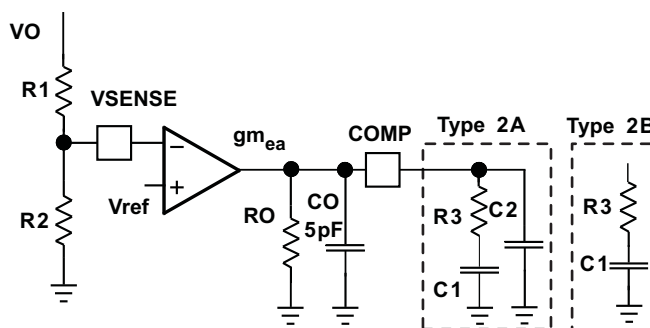 VO
R1
VSENSE
R2
Vref
gm_ea
RO
CO
5pF
COMP
Type 2A
R3
C2
C1
Type 2B
R3
C1